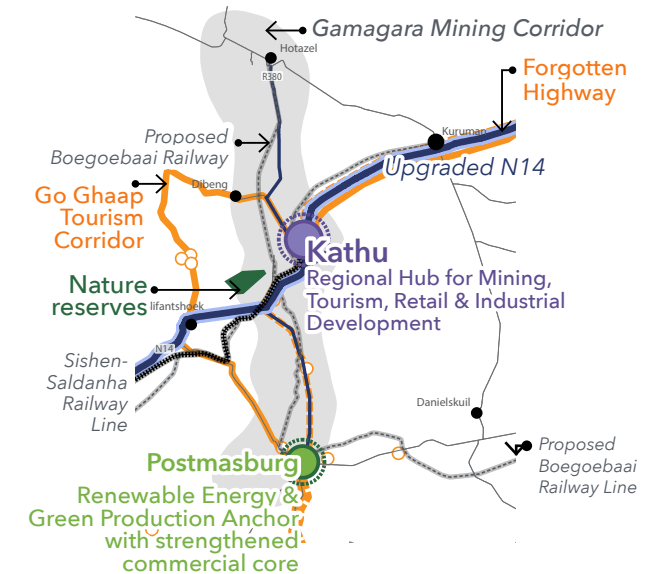 Gamagara Mining Corridor
Hotazel
R380
Forgotten
Highway
Kuruman
Proposed
Boegoebaai Railway
Upgraded N14
Dibeng
Go Ghaap
Tourism
Corridor
Kathu
Regional Hub for Mining,
Tourism, Retail & Industrial
Development
Nature
reserves
lifantshoek
N14
Sishen-
Saldanha
Railway
Line
Danielskuil
Proposed
Boegoebaai
Railway Line
Postmasburg
Renewable Energy &
Green Production Anchor
with strengthened
commercial core